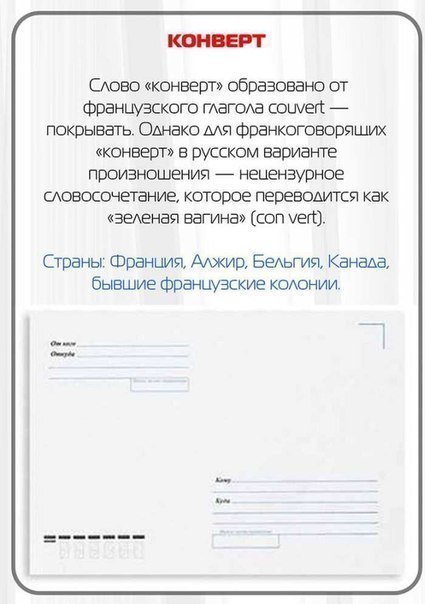 КОНВЕРТ
Слово «конверт» образовано от
французского глагола couvert —
покрывать. Однако для франкоговорящих
«конверт» в русском варианте
произношения — нецензурное
словосочетание, которое переводится как
«зеленая вагина» (con vert).
Страны: Франция, Алжир, Бельгия, Канада,
бывшие французские колонии.
От кого
Откуда
Кому
Куда